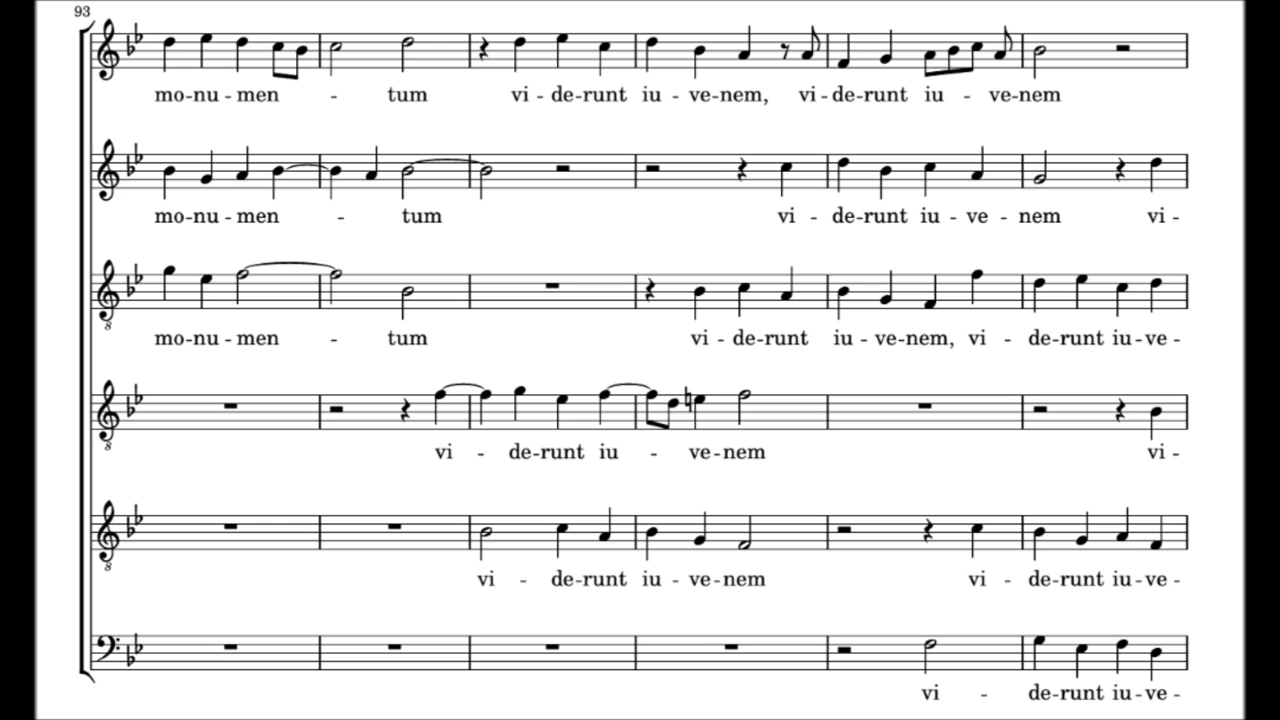 93
mo-nu-men - tum vi-de-runt iu-ve-nem, vi-de-runt iu - ve-nem
mo-nu-men - tum vi - de-runt iu-ve-nem vi-
8
mo-nu-men - tum vi-de-runt iu-ve-nem, vi - de-runt iu-ve-
8
vi - de-runt iu - ve-nem vi-
8
vi - de-runt iu-ve-nem vi - de-runt iu-ve-
vi - de-runt iu-ve-